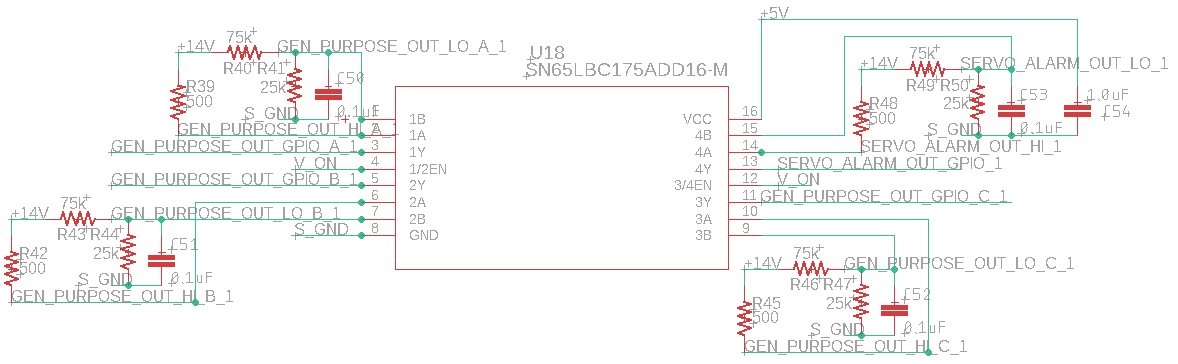 +5V
75k
+14V
GEN_PURPOSE_OUT_LO_A_1
R40
R41
R39
500
25k
C50
0.1uF
S_GND
GEN_PURPOSE_OUT_HI_A_1
U18
SN65LBC175ADD16-M
75k
+14V
SERVO_ALARM_OUT_LO_1
R49
R50
R48
500
25k
C53
0.1uF
1.0uF
C54
S_GND
SERVO_ALARM_OUT_HI_1
1 1B
1A
GEN_PURPOSE_OUT_GPIO_A_1 3 1Y
V_ON 4 1/2EN
GEN_PURPOSE_OUT_GPIO_B_1 5 2Y
6 2A
GEN_PURPOSE_OUT_LO_B_1 7 2B
S_GND 8 GND
VCC 16
4B 15
4A 14
4Y 13 SERVO_ALARM_OUT_GPIO_1
3/4EN 12 V_ON
3Y 11 GEN_PURPOSE_OUT_GPIO_C_1
3A 10
3B 9
75k
+14V
R43
R44
R42
500
25k
C51
0.1uF
S_GND
GEN_PURPOSE_OUT_HI_B_1
75k
+14V
GEN_PURPOSE_OUT_LO_C_1
R46
R47
R45
500
25k
C52
0.1uF
S_GND
GEN_PURPOSE_OUT_HI_C_1